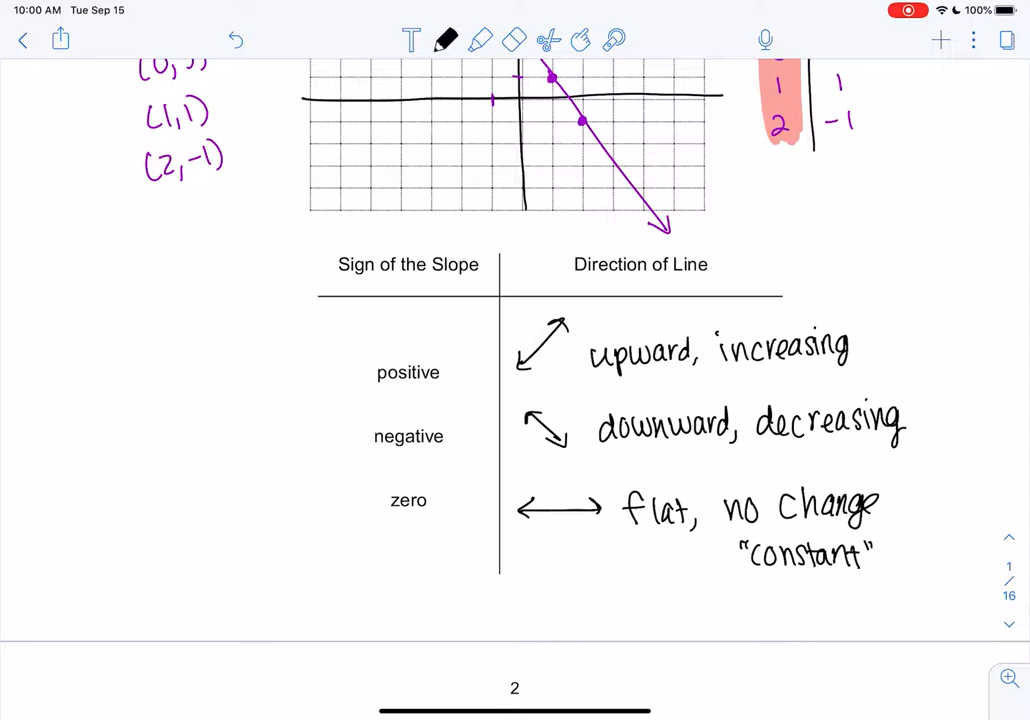 10:00 AM Tue Sep 15
100%
T
1 1
(1,1)
2 -1
(2,-1)
Sign of the Slope Direction of Line
positive upward, increasing
negative downward, decreasing
zero flat, no change
"constant"
1
/
16
2